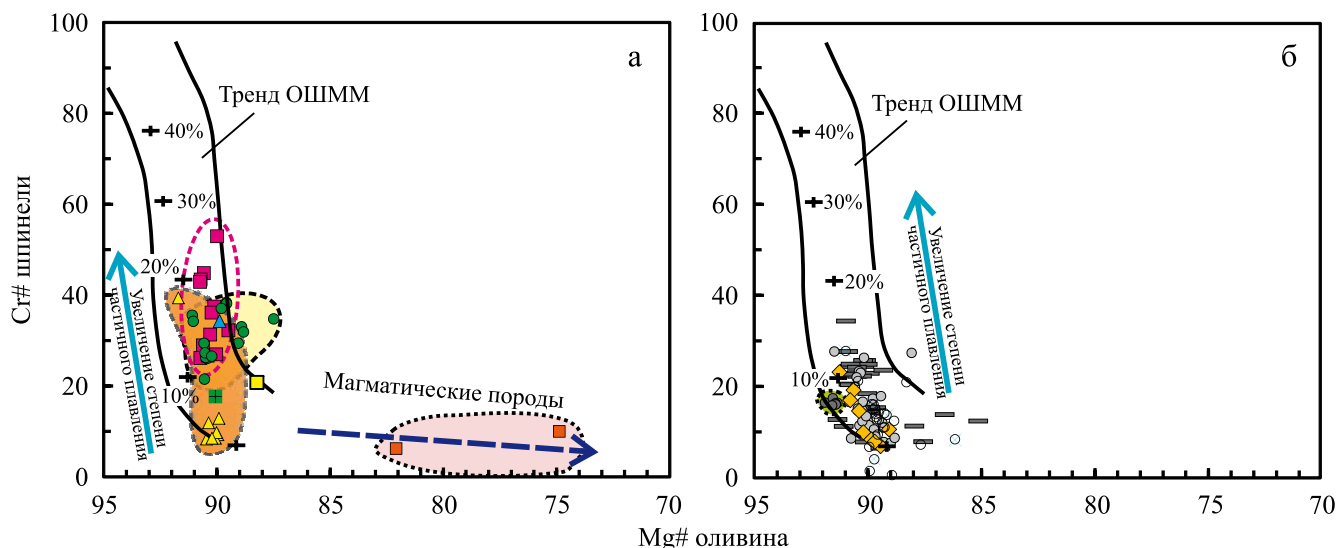 100
80
60
40
20
0
95
90
85
80
75
70
Cr# шпинели
а
Тренд ОШММ
40%
30%
20%
10%
Увеличение степени
частичного плавления
Магматические породы
100
80
60
40
20
0
95
90
85
80
75
70
б
Тренд ОШММ
40%
30%
20%
10%
Увеличение степени
частичного плавления
Mg# оливина